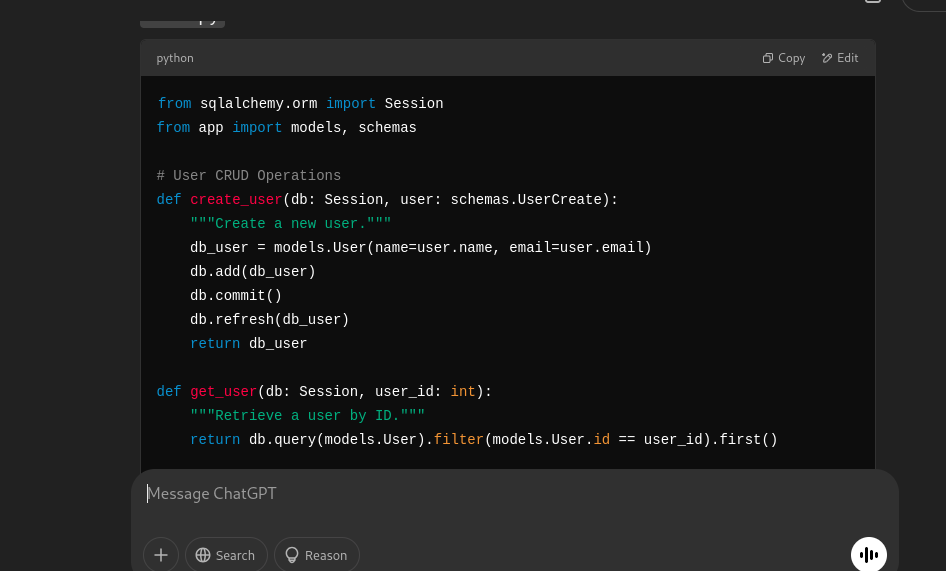 python
Copy
Edit
from sqlalchemy.orm import Session
from app import models, schemas
# User CRUD Operations
def create_user(db: Session, user: schemas.UserCreate):
    """Create a new user."""
    db_user = models.User(name=user.name, email=user.email)
    db.add(db_user)
    db.commit()
    db.refresh(db_user)
    return db_user
def get_user(db: Session, user_id: int):
    """Retrieve a user by ID."""
    return db.query(models.User).filter(models.User.id == user_id).first()
Message ChatGPT
Search
Reason